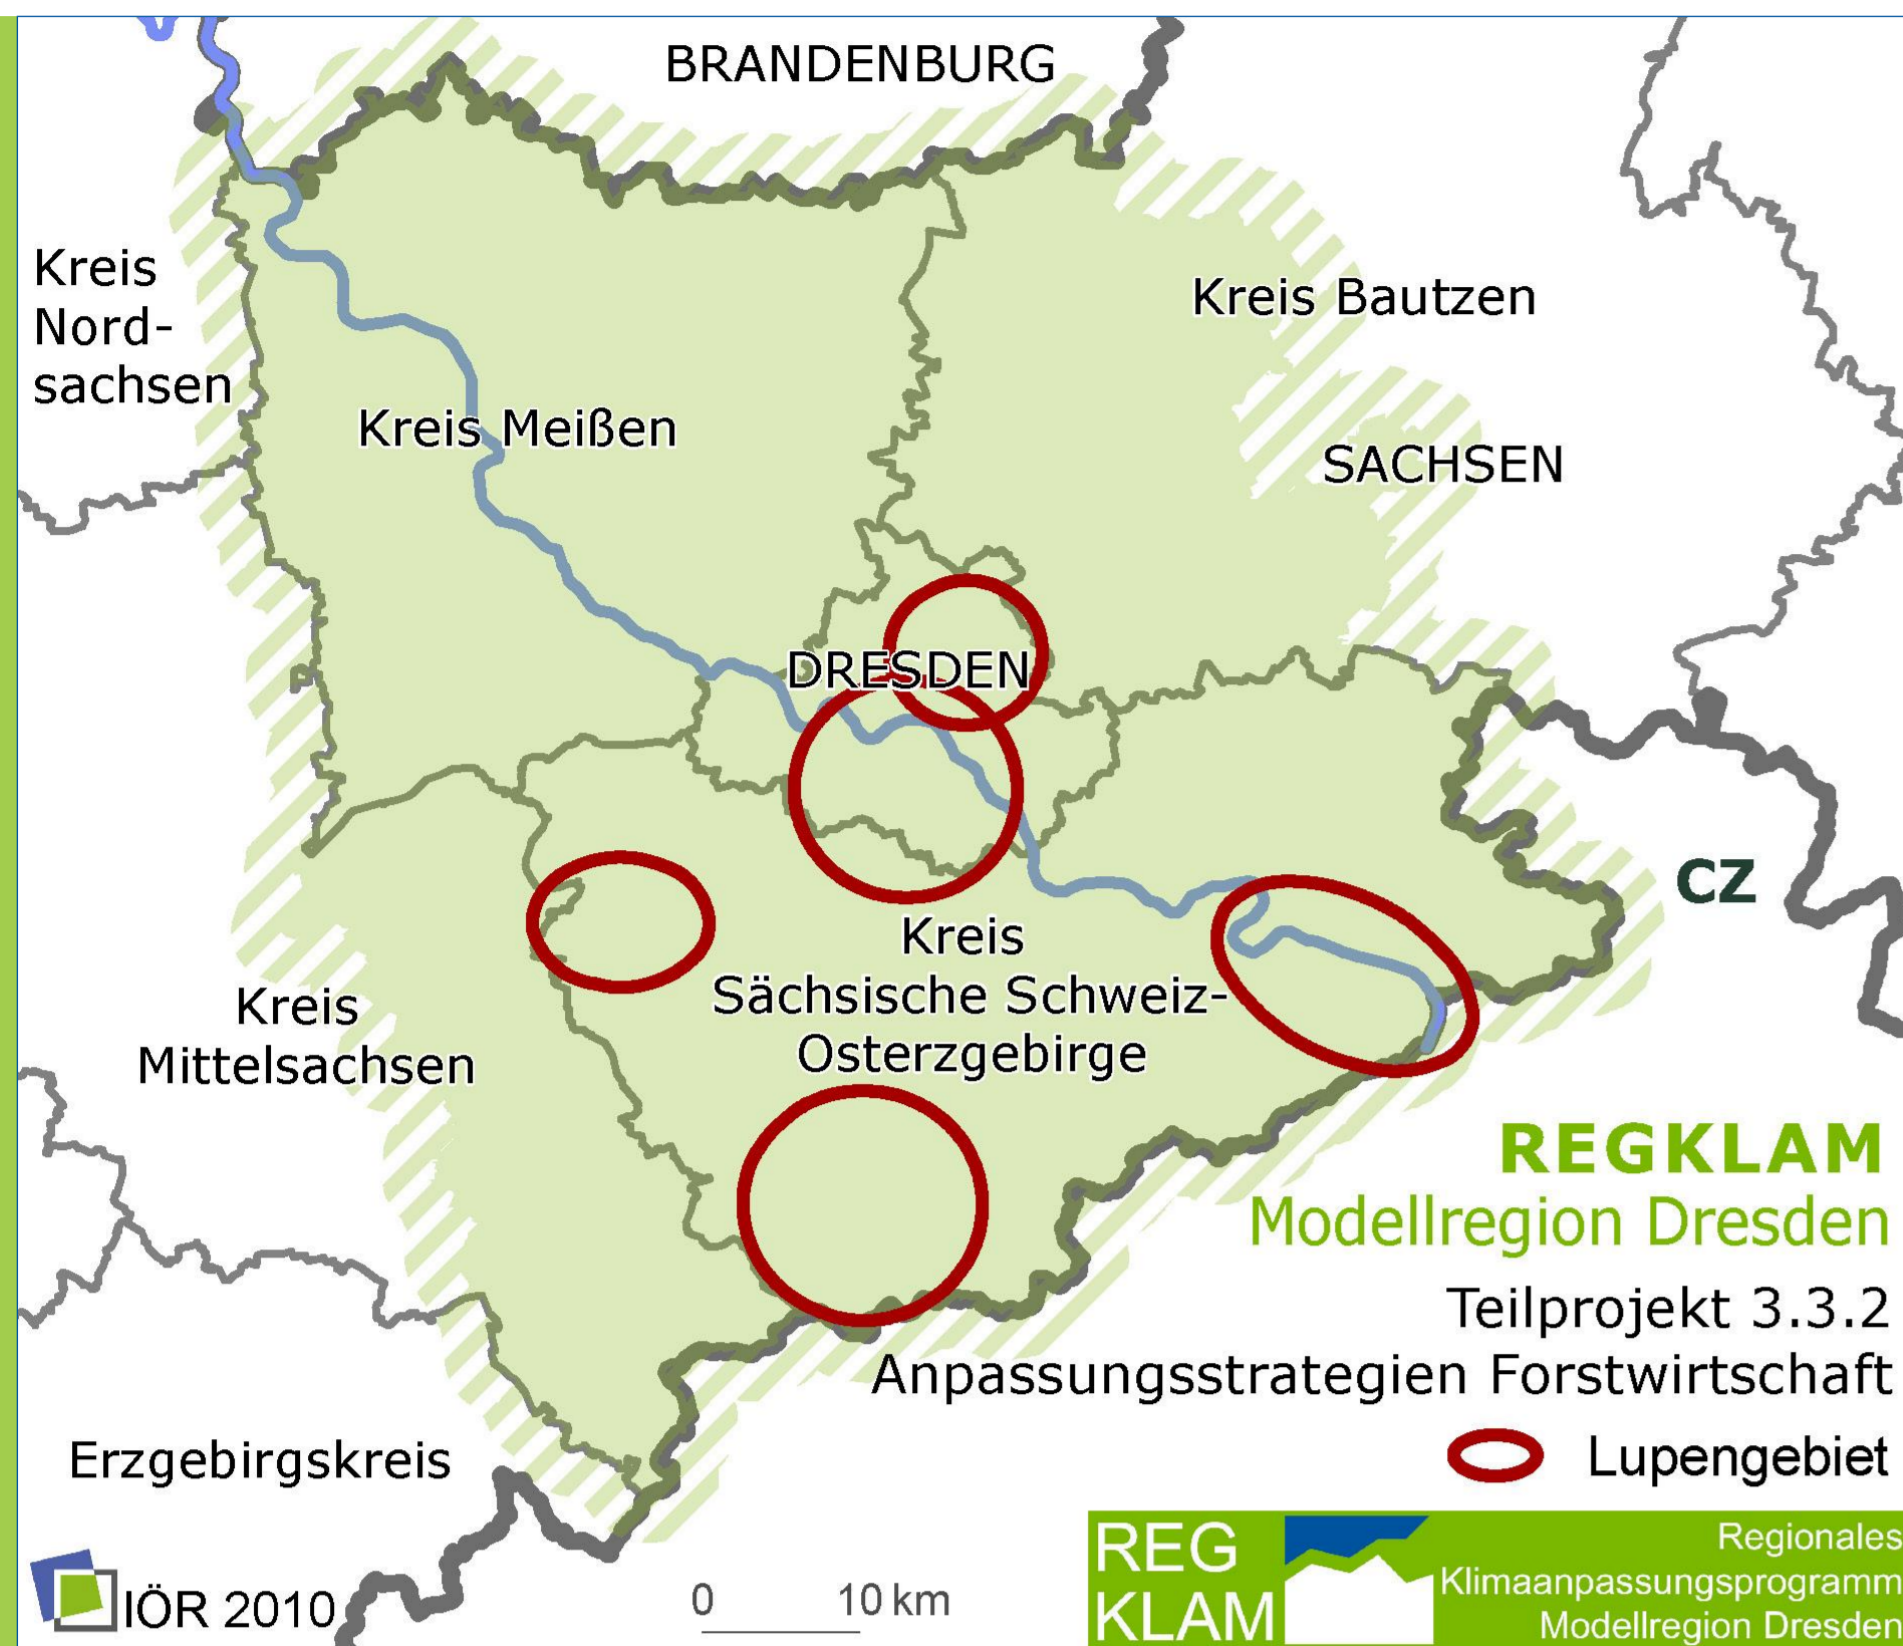 BRANDENBURG
Kreis
Nord-
sachsen
Kreis Bautzen
Kreis Meißen
SACHSEN
DRESDEN
CZ
Kreis
Sächsische Schweiz-
Osterzgebirge
Kreis
Mittelsachsen
REGKLAM
Modellregion Dresden
Teilprojekt 3.3.2
Anpassungsstrategien Forstwirtschaft
Lupengebiet
Erzgebirgskreis
IÖR 2010
0 10 km
REG
KLAM
Regionales
Klimaanpassungsprogramm
Modellregion Dresden